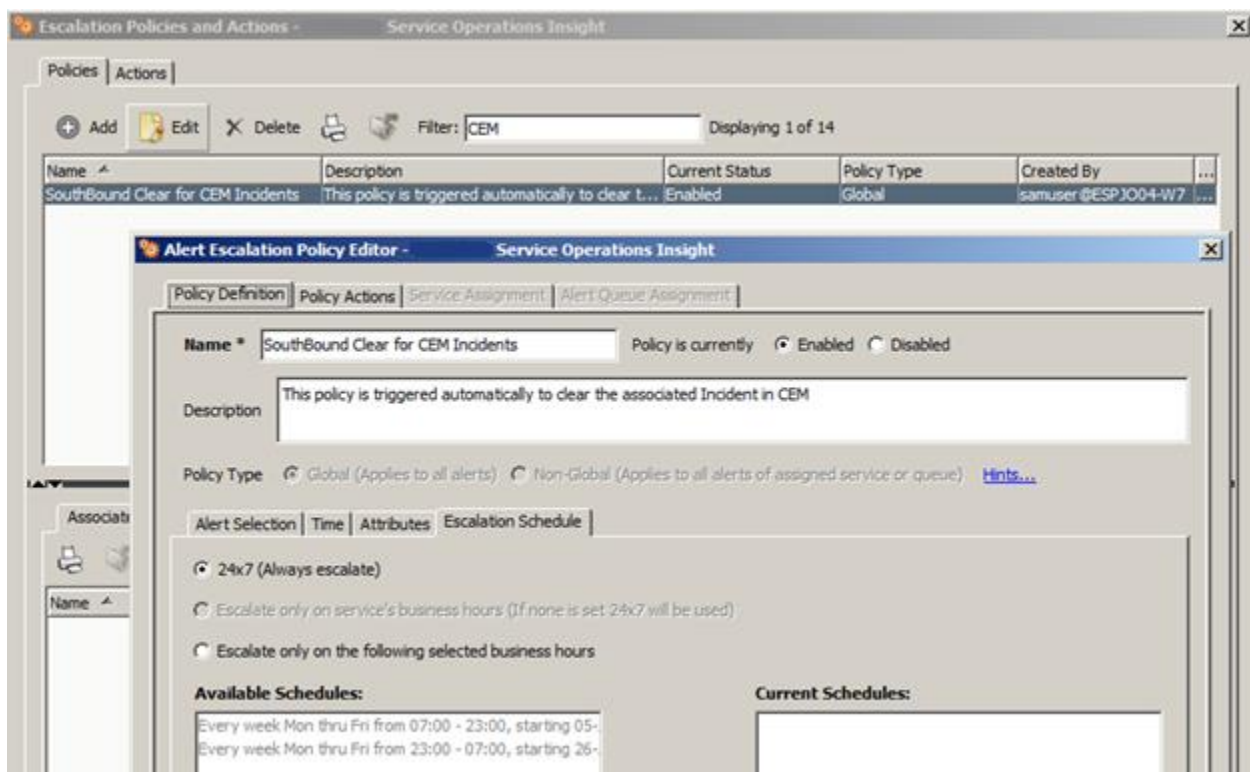 Escalation Policies and Actions - Service Operations Insight
Policies Actions
Add Edit Delete Filter: CEM Displaying 1 of 14
Name Description Current Status Policy Type Created By ...
SouthBound Clear for CEM Incidents This policy is triggered automatically to clear t... Enabled Global samuser@ESPJO04-W7 ...
Alert Escalation Policy Editor - Service Operations Insight
Policy Definition Policy Actions Service Assignment Alert Queue Assignment
Name * SouthBound Clear for CEM Incidents Policy is currently Enabled Disabled
This policy is triggered automatically to clear the associated Incident in CEM
Description
Policy Type Global (Applies to all alerts) Non-Global (Applies to all alerts of assigned service or queue) Hints...
Associat
Alert Selection Time Attributes Escalation Schedule
24x7 (Always escalate)
Name
Escalate only on service's business hours (If none is set 24x7 will be used)
Escalate only on the following selected business hours
Available Schedules: Current Schedules:
Every week Mon thru Fri from 07:00 - 23:00, starting 05-
Every week Mon thru Fri from 23:00 - 07:00, starting 26-